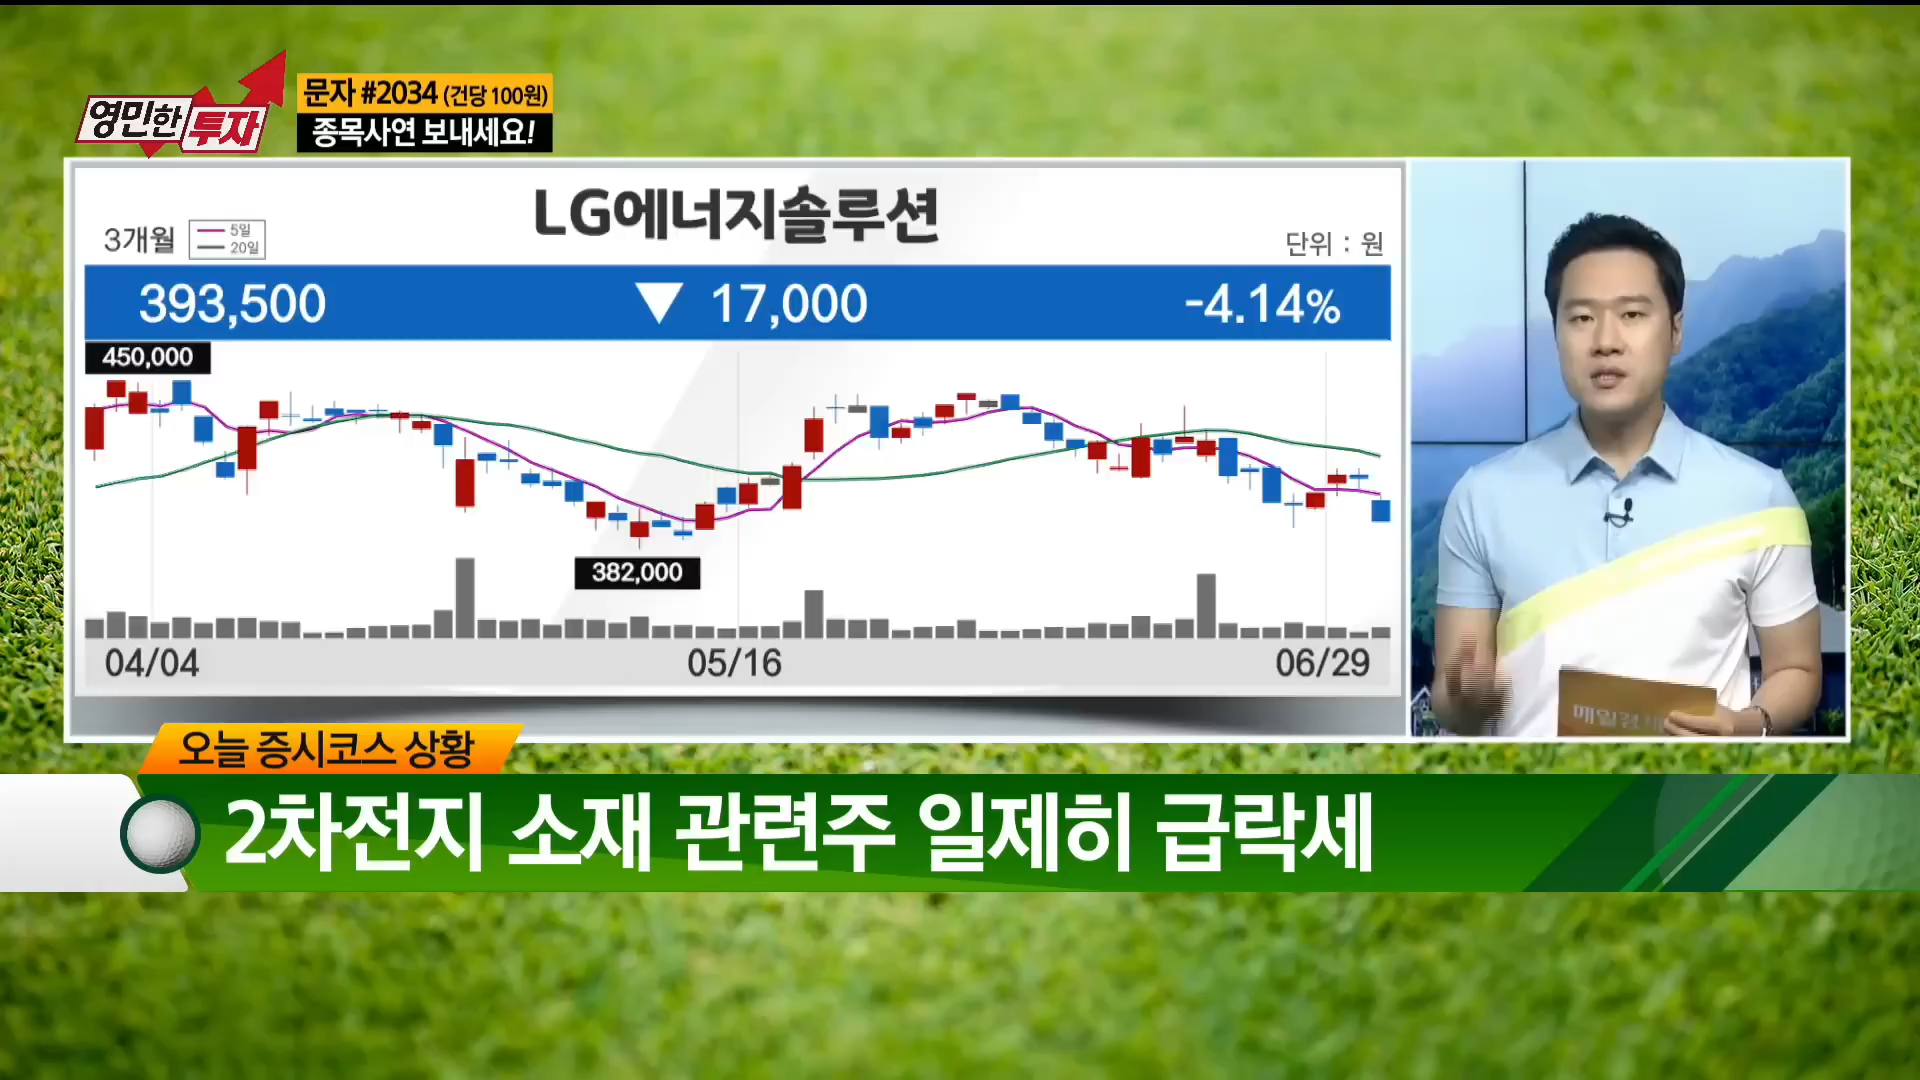 영민한 투자
문자 #2034 (건당 100원)
종목사연 보내세요!
LG에너지솔루션
3개월
5일
20일
단위 : 원
393,500 ▼ 17,000 -4.14%
450,000
382,000
04/04 05/16 06/29
매일경제
오늘 증시코스 상황
2차전지 소재 관련주 일제히 급락세